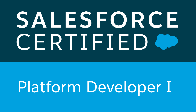 SALESFORCE
CERTIFIED
Platform Developer I